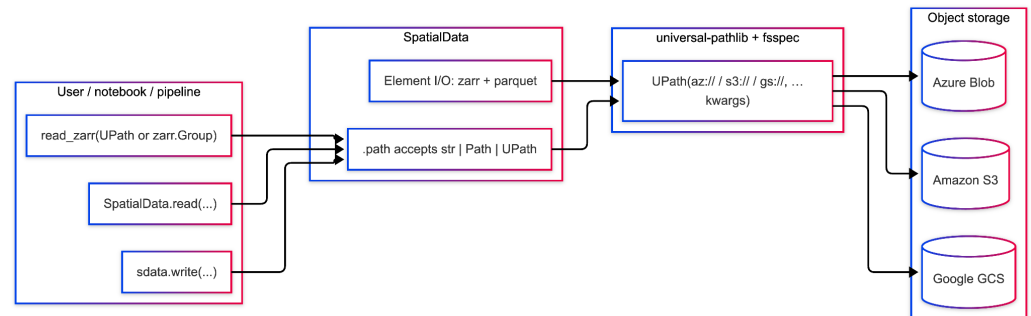 User / notebook / pipeline
read_zarr(UPath or zarr.Group)
SpatialData.read(...)
sdata.write(...)
SpatialData
Element I/O: zarr + parquet
.path accepts str | Path | UPath
universal-pathlib + fsspec
UPath(az:// / s3:// / gs://, …
kwargs)
Object storage
Azure Blob
Amazon S3
Google GCS